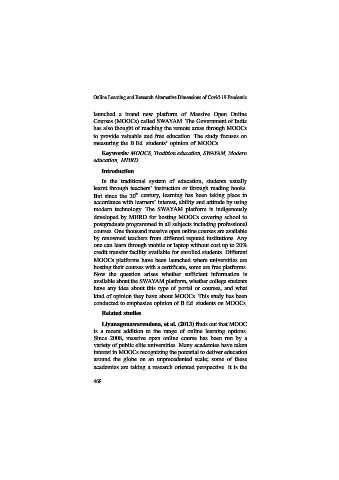 Online Learning and Research Alternative Dimensions of Covid-19 Pandemic
launched a brand new platform of Massive Open Online
Courses (MOOCs) called SWAYAM. The Government of India
has also thought of reaching the remote areas through MOOCs
to provide valuable and free education. The study focuses on
measuring the B.Ed. students' opinion of MOOCs.
Keywords: MOOCS, Tradition education, SWAYAM, Modern
education, MHRD.
Introduction
In the traditional system of education, students usually
learnt through teachers' instruction or through reading books.
But since the 20th century, learning has been taking place in
accordance with learners' interest, ability and attitude by using
modern technology. The SWAYAM platform is indigenously
developed by MHRD for hosting MOOCs covering school to
postgraduate programmed in all subjects including professional
courses. One thousand massive open online courses are available
by renowned teachers from different reputed institutions. Any
one can learn through mobile or laptop without cost up to 20%
credit transfer facility available for enrolled students. Different
MOOCs platforms have been launched where universities are
hosting their courses with a certificate, some are free platforms.
Now the question arises whether sufficient information is
available about the SWAYAM platform, whether college students
have any idea about this type of portal or courses, and what
kind of opinion they have about MOOCs. This study has been
conducted to emphasize opinion of B.Ed. students on MOOCs.
Related studies
(2013) finds out that MOOC
is a recent addition to the range of online learning options.
Since 2008, massive open online course has been run by a
variety of public elite universities. Many academies have taken
interest in MOOCs recognizing the potential to deliver education
around the globe on an unprecedented scale; some of these
academies are taking a research oriented perspective. It is the
468